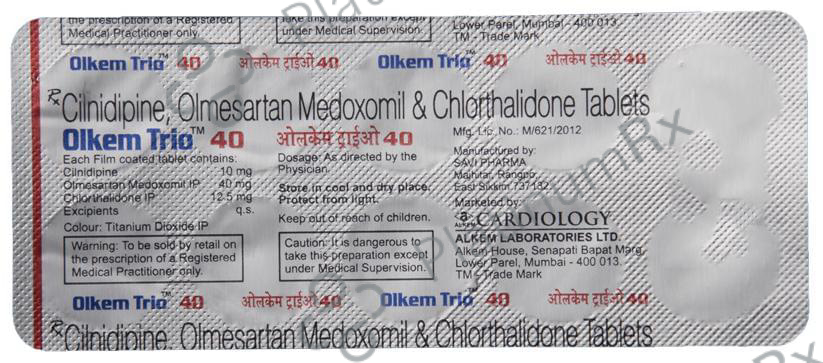 the prescription of a Registered
Medical Practitioner only.
take this preparation except
under Medical Supervision.
Lower Parel, Mumbai - 400 013.
TM - Trade Mark
Olkem Trio™ 40 ओलकेम ट्राईओ 40 Olkem Trio™ 40 ओलकेम ट्राईओ 40
Rx Cilnidipine, Olmesartan Medoxomil & Chlorthalidone Tablets
Olkem Trio™ 40 ओलकेम ट्राईओ 40
Each Film coated tablet contains:
Cilnidipine 10 mg
Olmesartan Medoxomil IP 40 mg
Chlorthalidone IP 12.5 mg
Excipients q.s.
Colour: Titanium Dioxide IP
Warning: To be sold by retail on
the prescription of a Registered
Medical Practitioner only.
Dosage: As directed by the
Physician.
Store in cool and dry place.
Protect from light.
Keep out of reach of children.
Caution: It is dangerous to
take this preparation except
under Medical Supervision.
Mfg. Lic. No.: M/621/2012
Manufactured by:
SAVI PHARMA
Majhitar, Rangpo,
East Sikkim 737132
Marketed by:
a ALKEM CARDIOLOGY
ALKEM LABORATORIES LTD.
Alkem House, Senapati Bapat Marg,
Lower Parel, Mumbai - 400 013.
TM - Trade Mark
Olkem Trio™ 40 ओलकेम ट्राईओ 40 Olkem Trio™ 40 ओलकेम ट्राईओ 40
Rx Cilnidipine, Olmesartan Medoxomil & Chlorthalidone Tablets
PlatinumRx